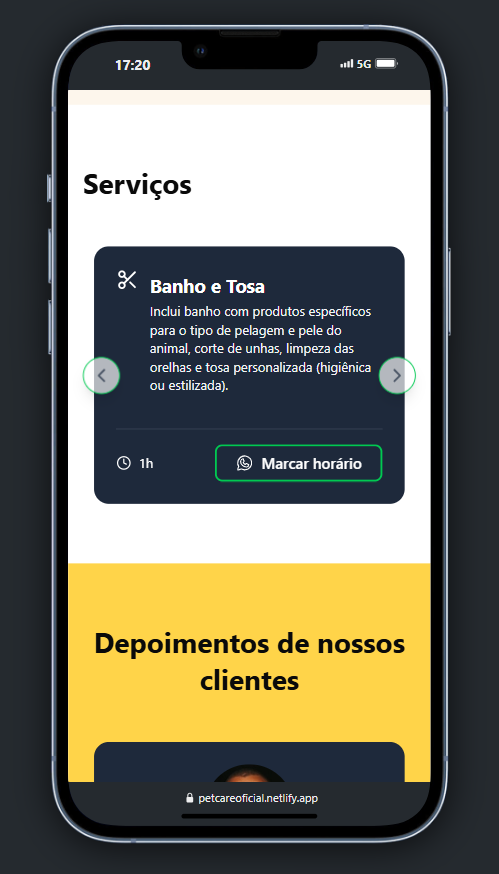 17:20
5G
Serviços
Banho e Tosa
Inclui banho com produtos específicos
para o tipo de pelagem e pele do
animal, corte de unhas, limpeza das
orelhas e tosa personalizada (higiênica
ou estilizada).
1h
Marcar horário
Depoimentos de nossos
clientes
petcareoficial.netlify.app